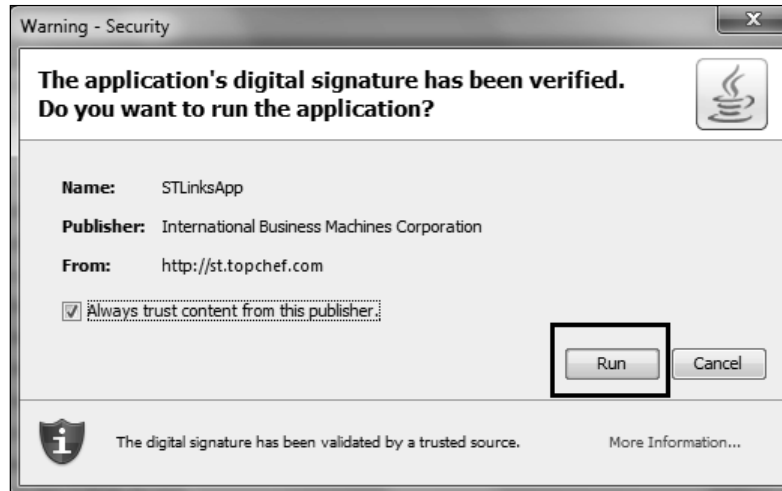 Warning - Security
The application's digital signature has been verified.
Do you want to run the application?
Name: STLinksApp
Publisher: International Business Machines Corporation
From: http://st.topchef.com
Always trust content from this publisher.
Run Cancel
The digital signature has been validated by a trusted source. More Information...